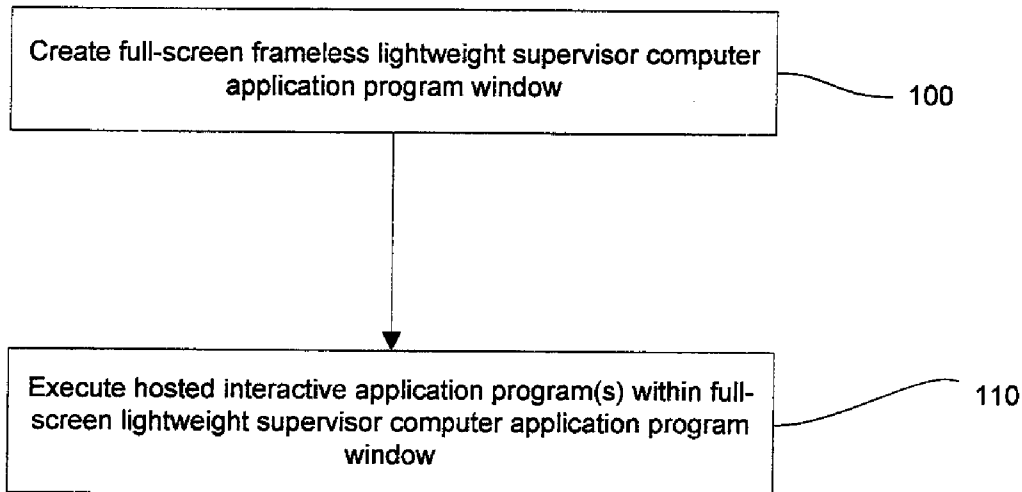 Create full-screen frameless lightweight supervisor computer
application program window
100
Execute hosted interactive application program(s) within full-
screen lightweight supervisor computer application program
window
110